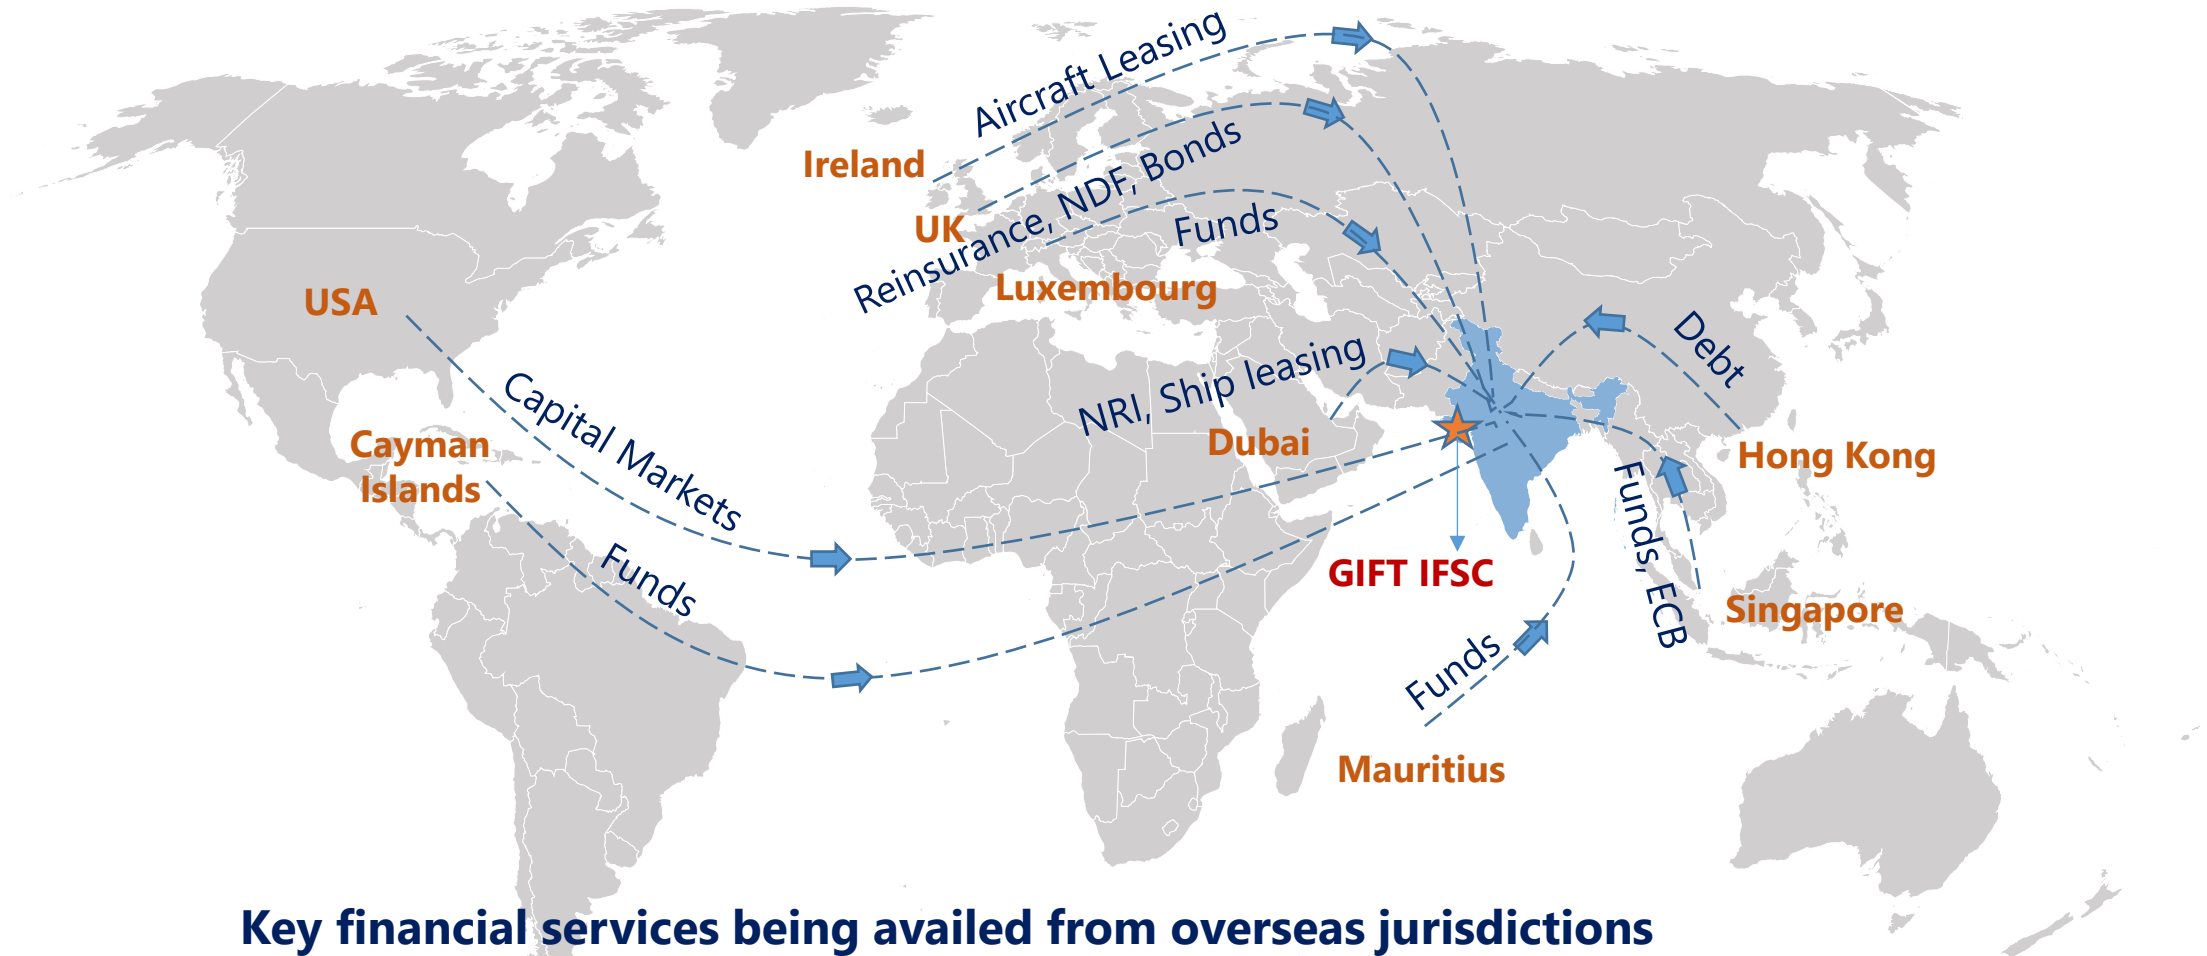 Aircraft Leasing
Ireland
Reinsurance, NDF, Bonds
UK
Funds
Luxembourg
USA
Capital Markets
Cayman
Islands
Funds
NRI, Ship leasing
Dubai
Debt
Hong Kong
GIFT IFSC
Funds, ECB
Singapore
Funds
Mauritius
Key financial services being availed from overseas jurisdictions